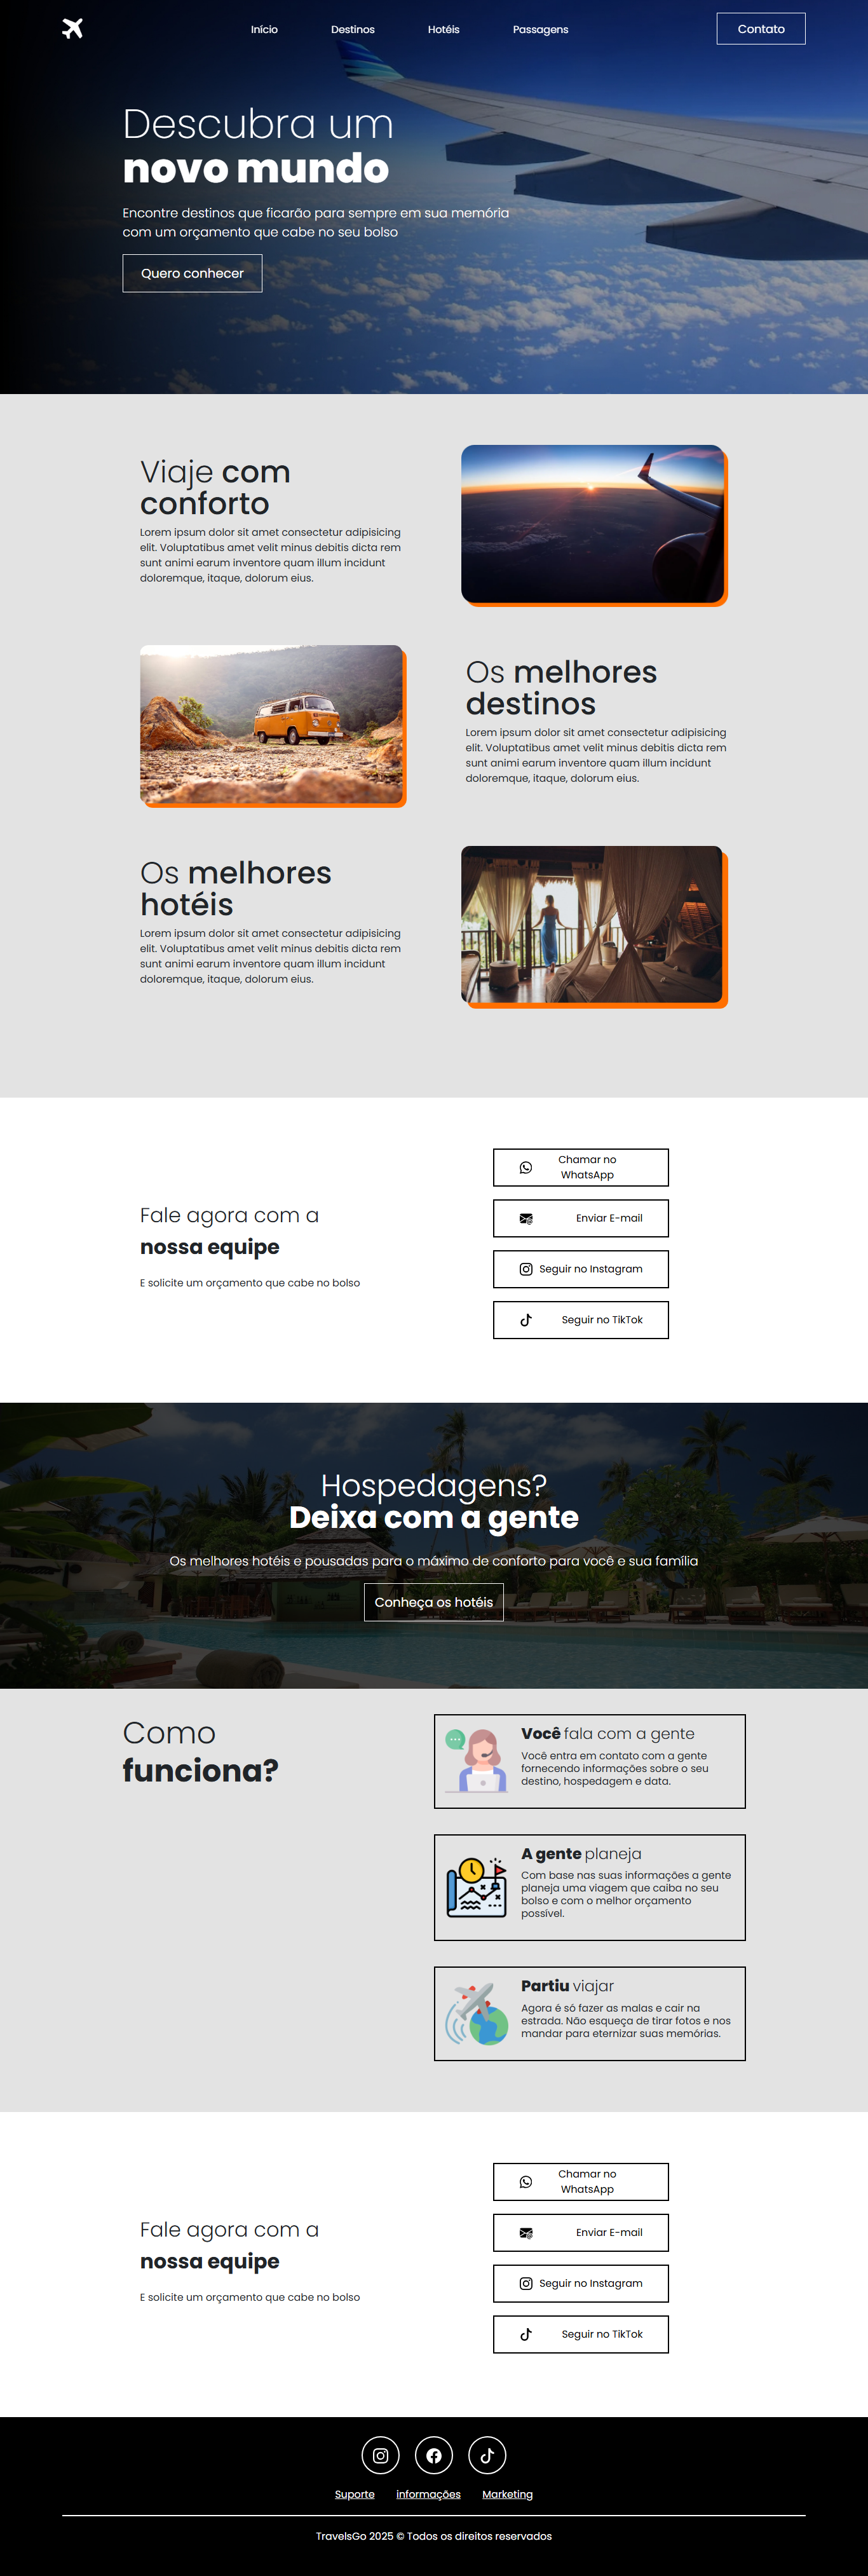 Início Destinos Hotéis Passagens Contato
Descubra um
novo mundo
Encontre destinos que ficarão para sempre em sua memória
com um orçamento que cabe no seu bolso
Quero conhecer
Viaje com
conforto
Lorem ipsum dolor sit amet consectetur adipisicing
elit. Voluptatibus amet velit minus debitis dicta rem
sunt animi earum inventore quam illum incidunt
doloremque, itaque, dolorum eius.
Os melhores
destinos
Lorem ipsum dolor sit amet consectetur adipisicing
elit. Voluptatibus amet velit minus debitis dicta rem
sunt animi earum inventore quam illum incidunt
doloremque, itaque, dolorum eius.
Os melhores
hotéis
Lorem ipsum dolor sit amet consectetur adipisicing
elit. Voluptatibus amet velit minus debitis dicta rem
sunt animi earum inventore quam illum incidunt
doloremque, itaque, dolorum eius.
Fale agora com a
nossa equipe
E solicite um orçamento que cabe no bolso
Chamar no
WhatsApp
Enviar E-mail
Seguir no Instagram
Seguir no TikTok
Hospedagens?
Deixa com a gente
Os melhores hotéis e pousadas para o máximo de conforto para você e sua família
Conheça os hotéis
Como
funciona?
Você fala com a gente
Você entra em contato com a gente
fornecendo informações sobre o seu
destino, hospedagem e data.
A gente planeja
Com base nas suas informações a gente
planeja uma viagem que caiba no seu
bolso e com o melhor orçamento
possível.
Partiu viajar
Agora é só fazer as malas e cair na
estrada. Não esqueça de tirar fotos e nos
mandar para eternizar suas memórias.
Fale agora com a
nossa equipe
E solicite um orçamento que cabe no bolso
Chamar no
WhatsApp
Enviar E-mail
Seguir no Instagram
Seguir no TikTok
Suporte informações Marketing
TravelsGo 2025 © Todos os direitos reservados